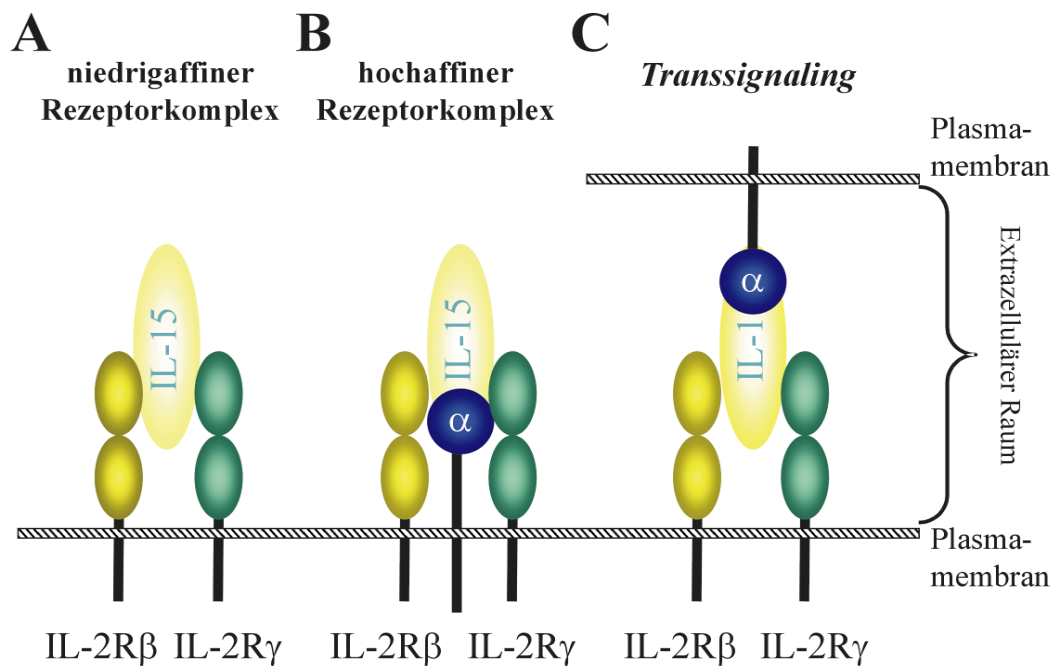 A
niedrigaffiner
Rezeptorkomplex
B
hochaffiner
Rezeptorkomplex
C
Transsignaling
Plasma-
membran
IL-15
IL-15
α
α
IL-1
Extrazellulärer Raum
Plasma-
membran
IL-2Rβ IL-2Rγ
IL-2Rβ IL-2Rγ
IL-2Rβ IL-2Rγ